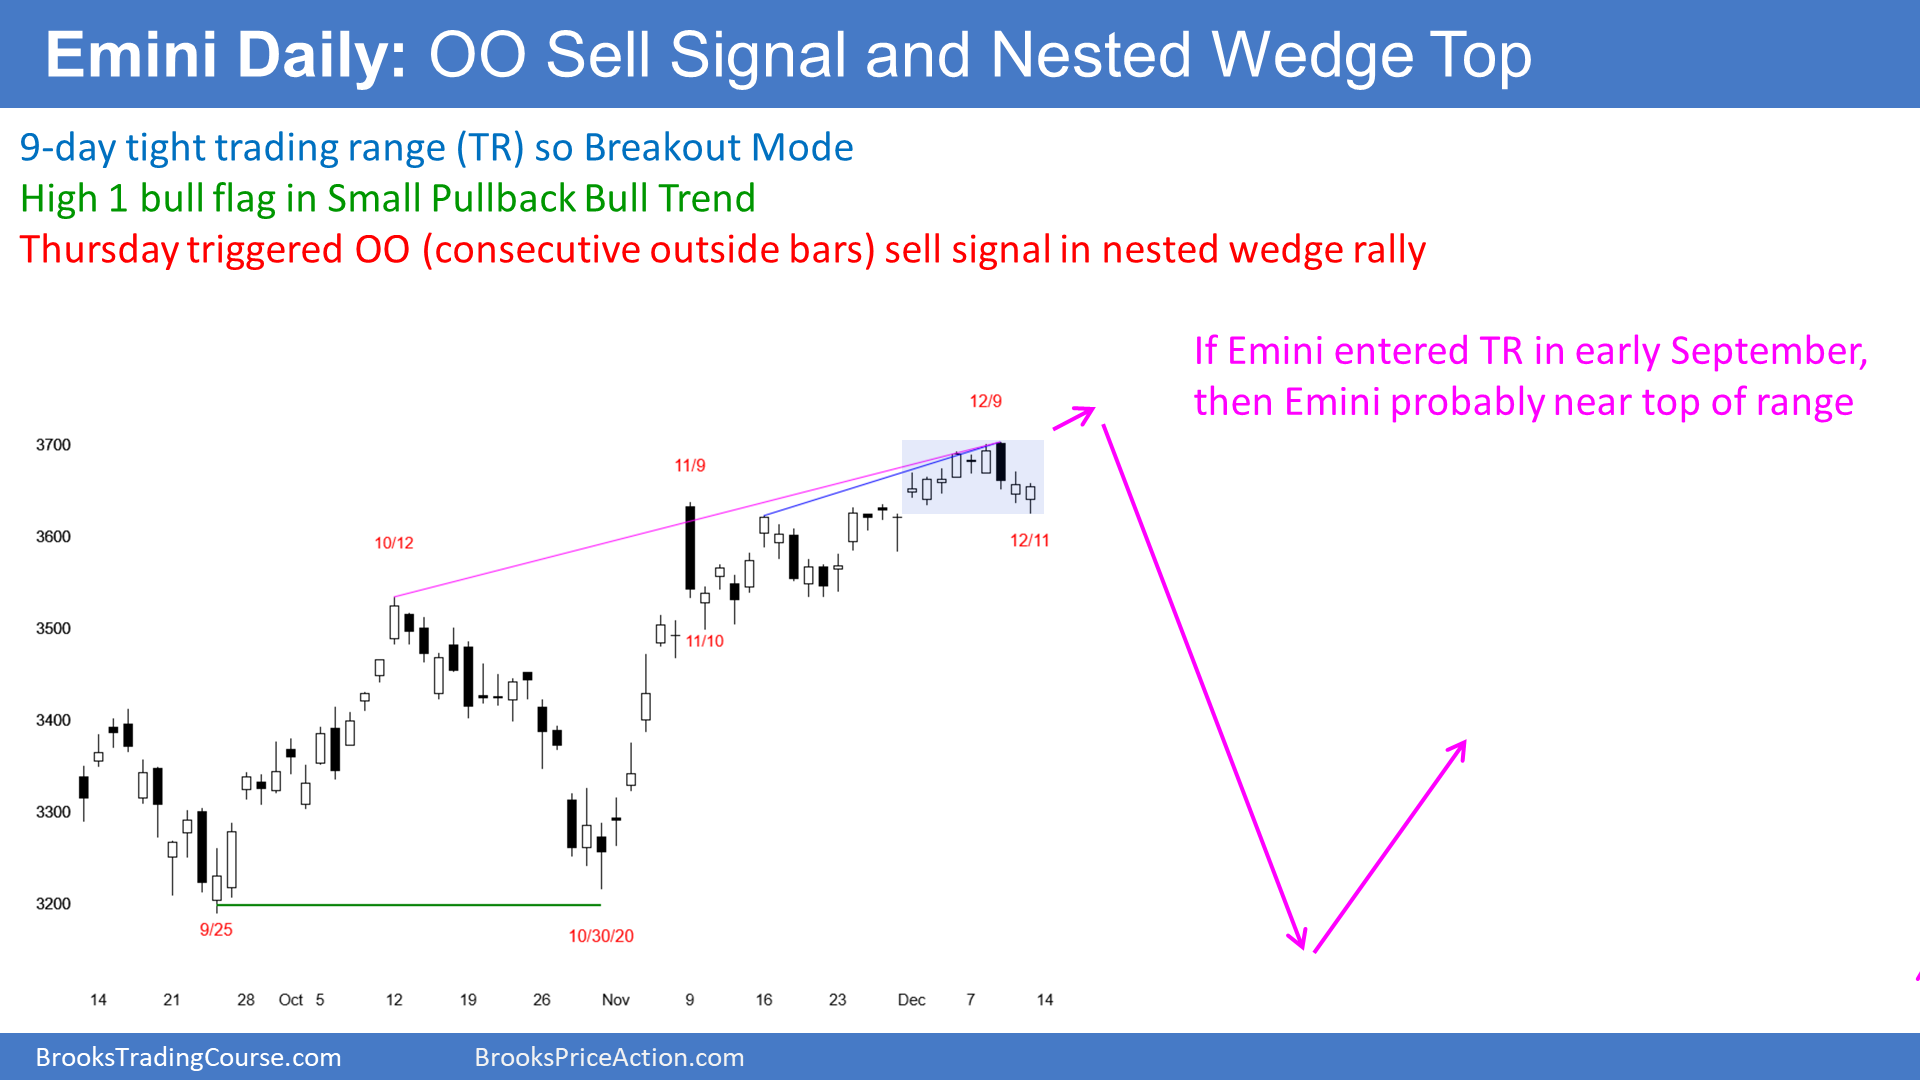 Emini Daily: OO Sell Signal and Nested Wedge Top
9-day tight trading range (TR) so Breakout Mode
High 1 bull flag in Small Pullback Bull Trend
Thursday triggered OO (consecutive outside bars) sell signal in nested wedge rally
If Emini entered TR in early September,
then Emini probably near top of range
12/9
3700
11/9
3600
10/12
12/11
3500
11/10
3400
3300
3200
9/25
10/30/20
14 21 28 Oct 5 12 19 26 Nov 9 16 23 Dec 7 14
BrooksTradingCourse.com
BrooksPriceAction.com